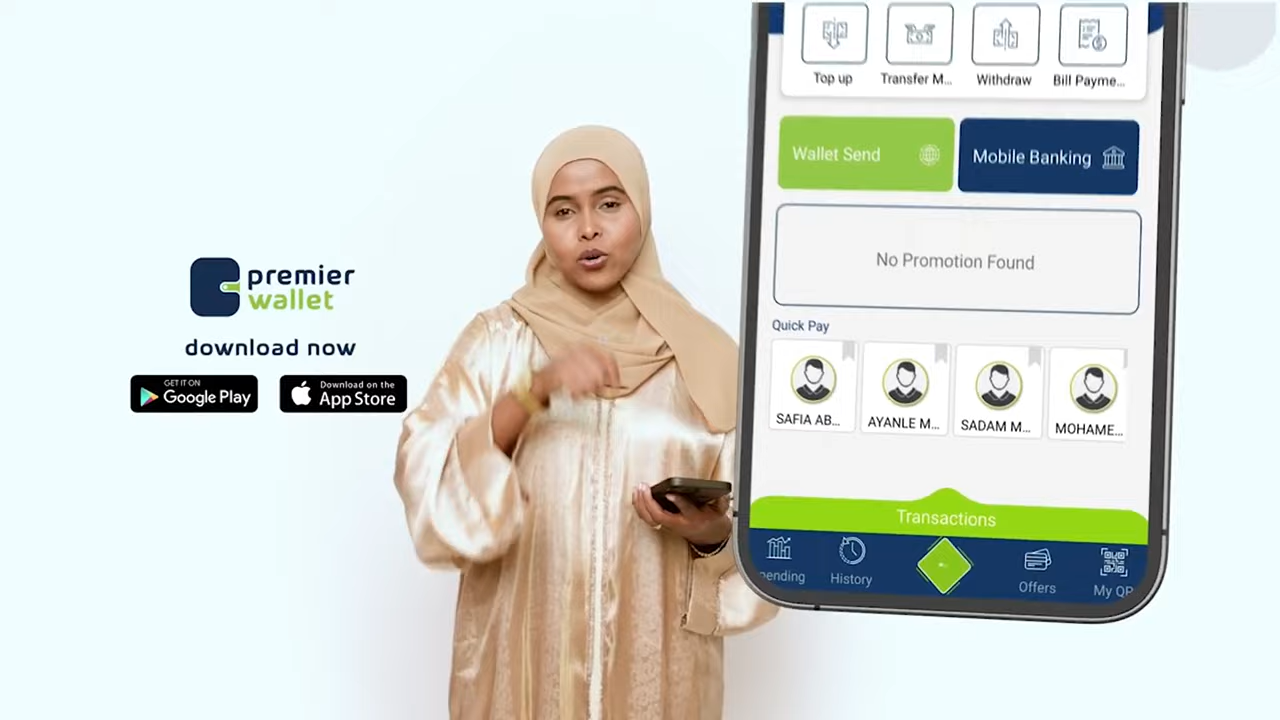 premier
wallet
download now
GET IT ON
Google Play
Download on the
App Store
Top up
Transfer M...
Withdraw
Bill Payme...
Wallet Send
Mobile Banking
No Promotion Found
Quick Pay
SAFIA AB...
AYANLE M...
SADAM M...
MOHAME...
Transactions
pending
History
Offers
My QR